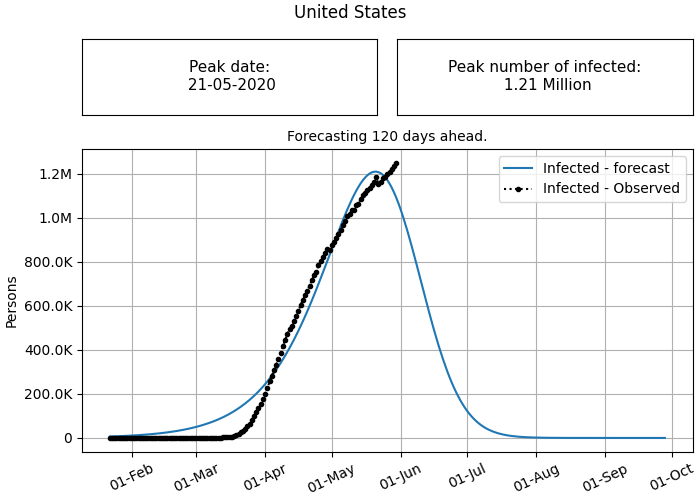 United States
Peak date:
21-05-2020
Peak number of infected:
1.21 Million
Forecasting 120 days ahead.
Infected - forecast
Infected - Observed
Persons
1.2M
1.0M
800.0K
600.0K
400.0K
200.0K
0
01-Feb
01-Mar
01-Apr
01-May
01-Jun
01-Jul
01-Aug
01-Sep
01-Oct